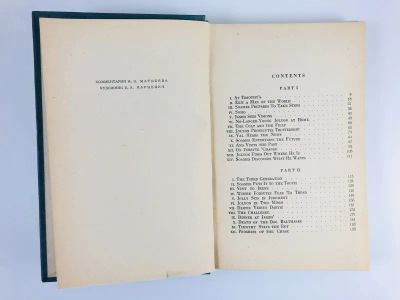 КОММЕНТАРИИ
МАТВЕЕВА
ХУДОЖНИК
CONTENTS
PART I
I. At Timothy's 9
II. Exit a Man of the World
III. Soames Prepares to Take Steps
IV. Soho
V. James Sees Visions
VI. No-Longer-Young Jolyon at Home
VII. The Colt and the Filly
VIII. Jolyon Prosecutes Trusteeship
IX. Val Hears the News
X. Soames Entertains the Future
XI. And Visits the Past
XII. On Forsyte 'Change
XIII. Jolyon Finds Out Where He Is
XIV. Soames Discovers What He Wants
PART II
I. The Third Generation
II. Soames Puts It to the Touch
III. Visit to Irene
IV. Where Forsytes Fear to Tread
V. Jolly Sits in Judgment
VI. Jolyon in Two Minds
VII. Dartie Versus Dartie
VIII. The Challenge
IX. Dinner at James'
X. Death of the Dog Balthasar
XI. Timothy Stays the Rot
XII. Progress of the Chase